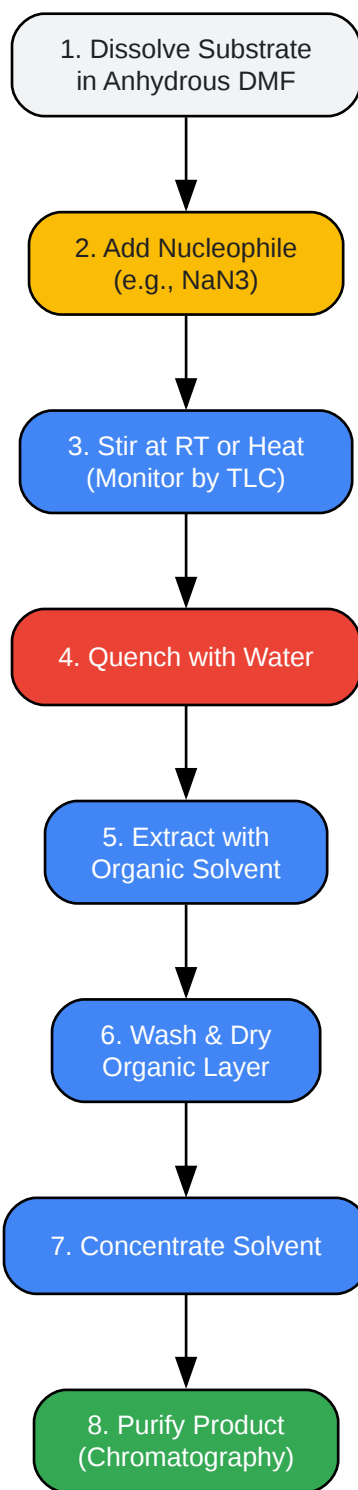 1. Dissolve Substrate
in Anhydrous DMF
2. Add Nucleophile
(e.g., NaN3)
3. Stir at RT or Heat
(Monitor by TLC)
4. Quench with Water
5. Extract with
Organic Solvent
6. Wash & Dry
Organic Layer
7. Concentrate Solvent
8. Purify Product
(Chromatography)